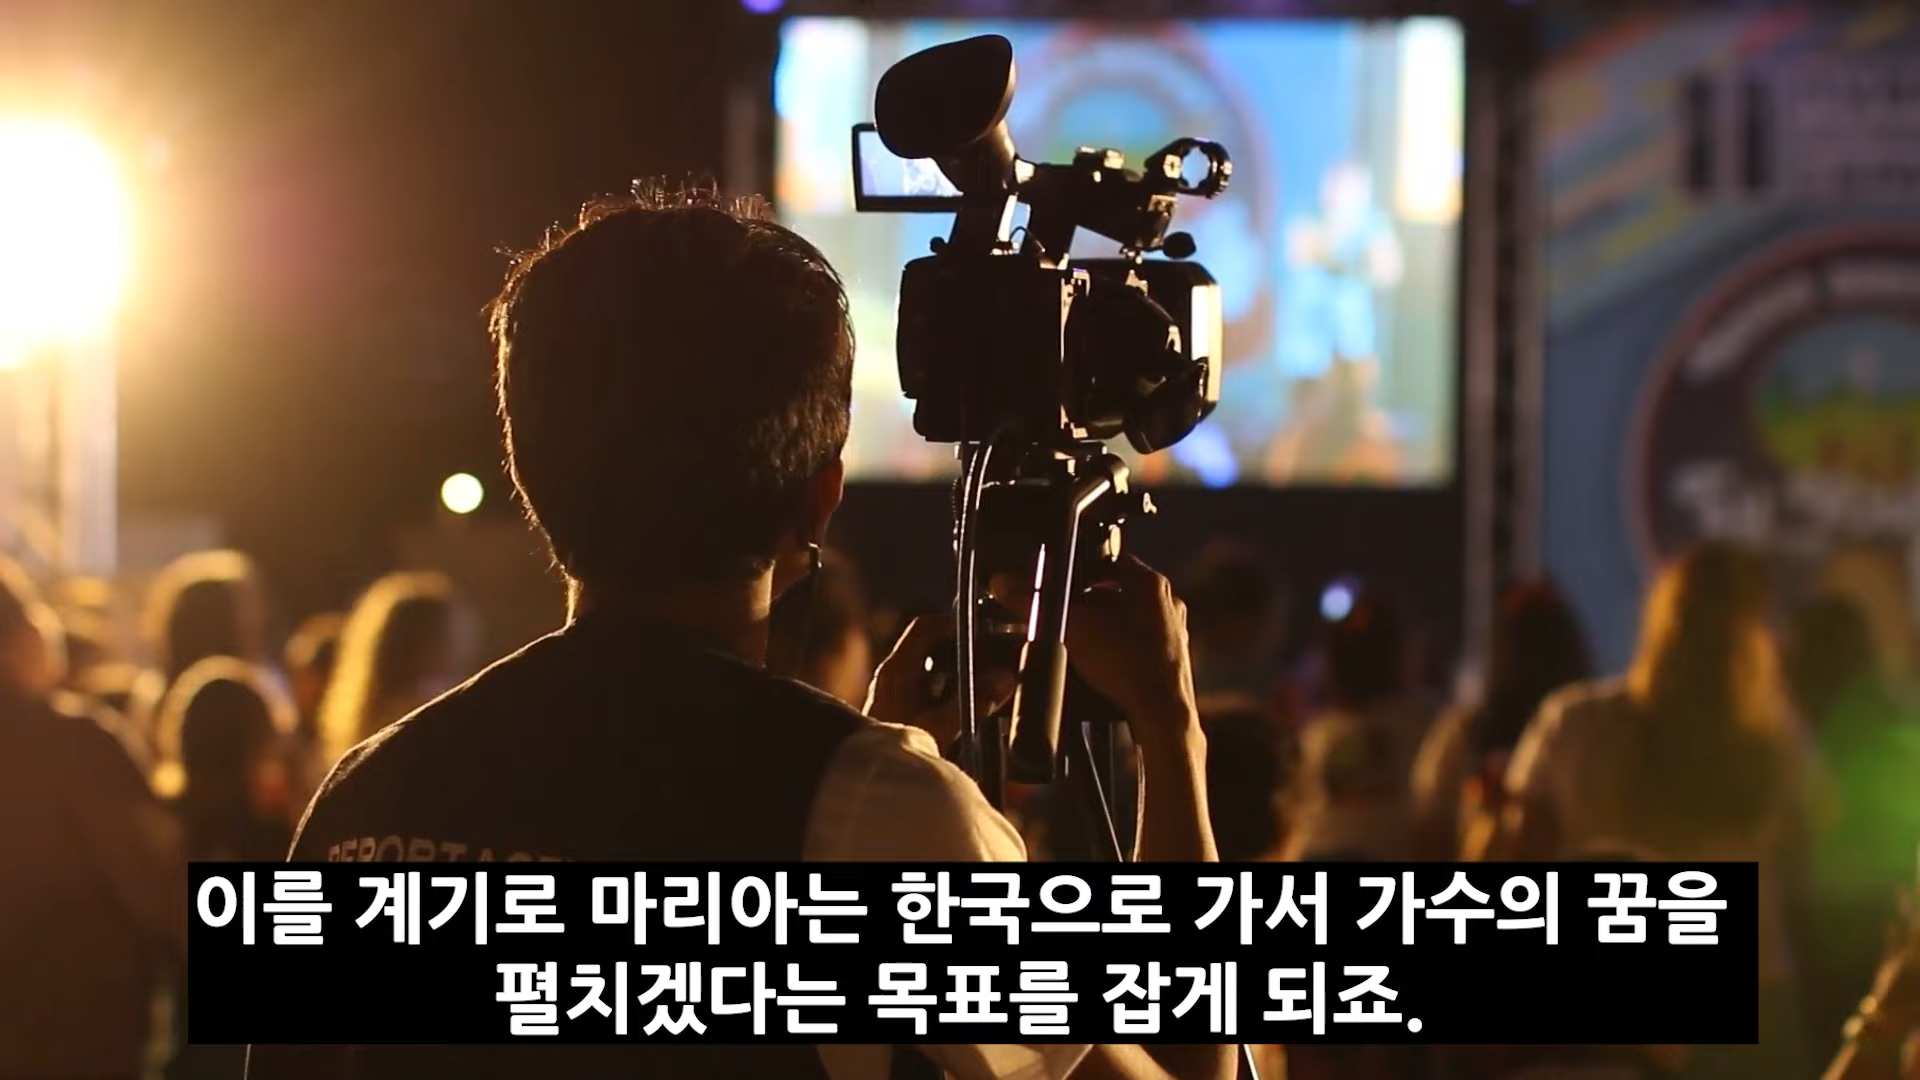 이를 계기로 마리아는 한국으로 가서 가수의 꿈을
펼치겠다는 목표를 잡게 되죠.